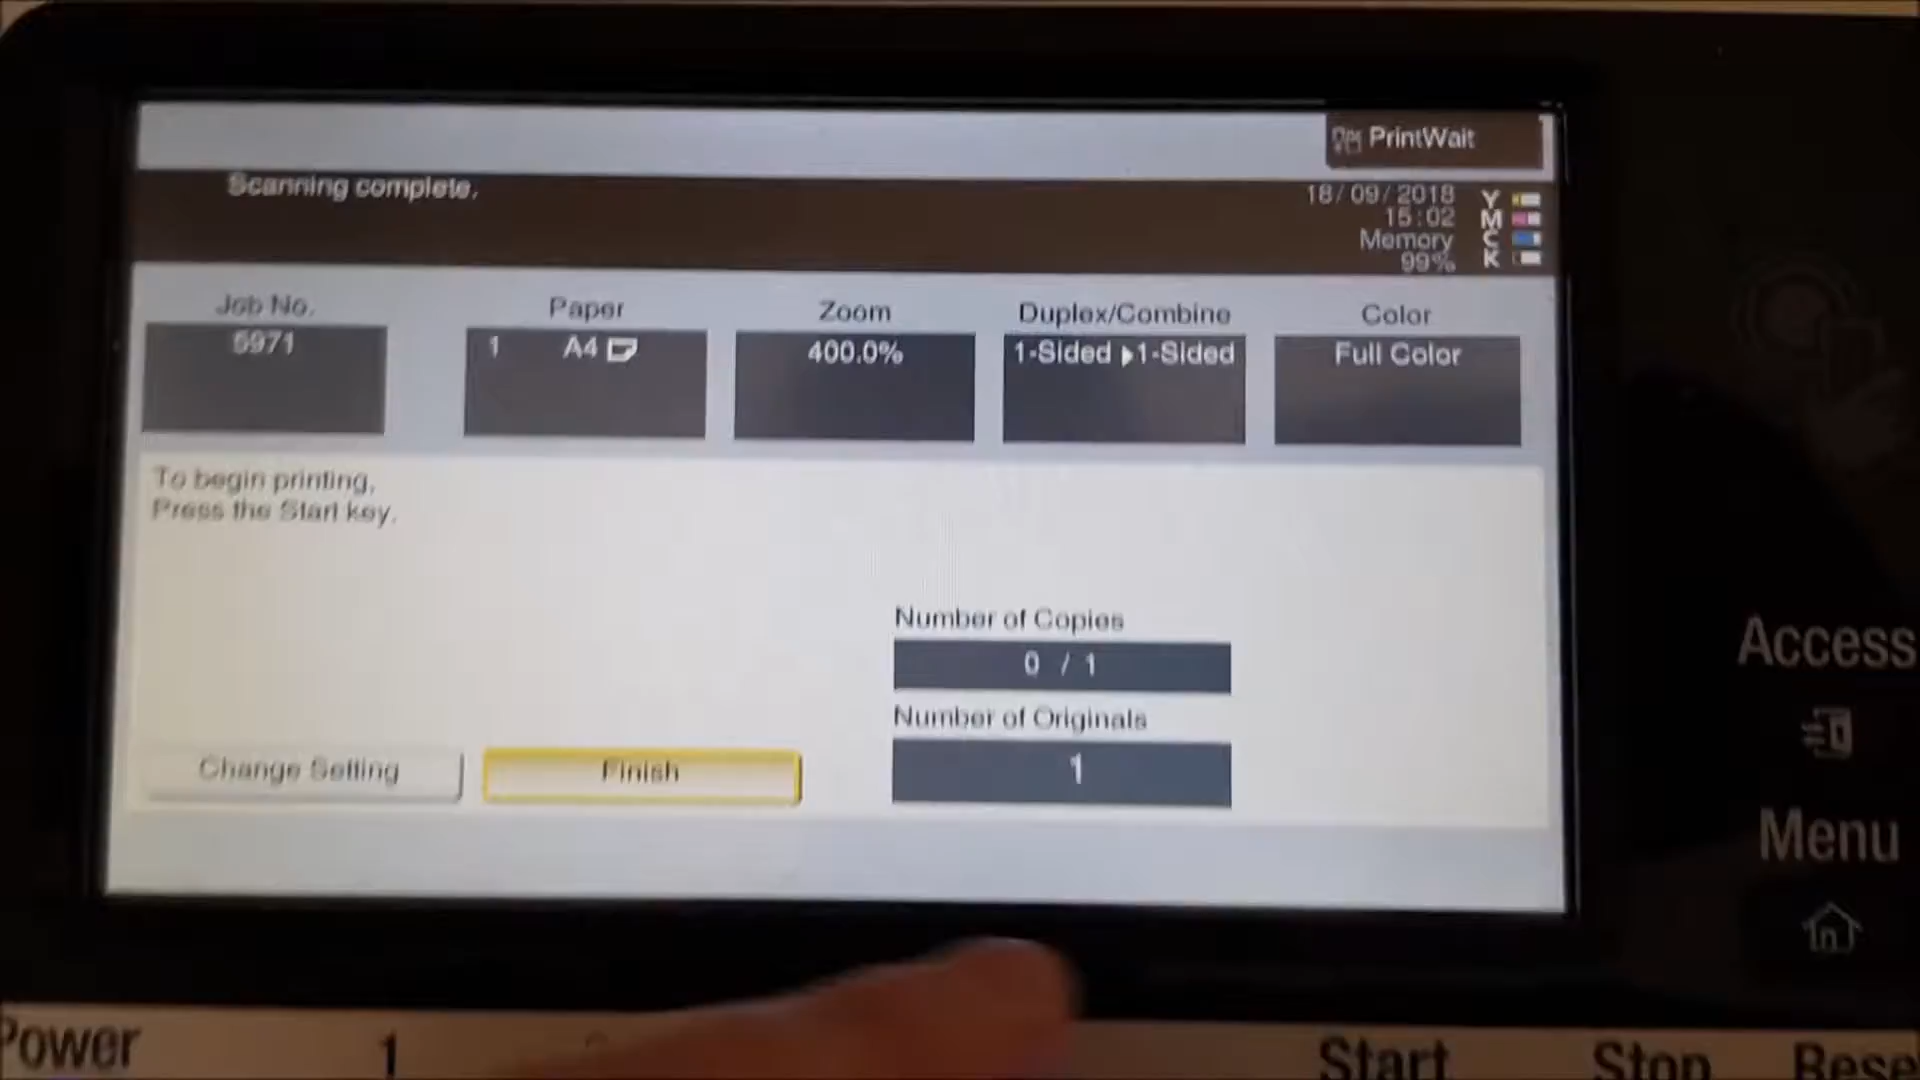 PrintWait
Scanning complete.
18/09/2018
15:02
Memory
99%
Y
M
C
K
Job No.
5971
Paper
1 A4
Zoom
400.0%
Duplex/Combine
1-Sided ▶ 1-Sided
Color
Full Color
To begin printing,
Press the Start key.
Number of Copies
0 / 1
Number of Originals
1
Change Setting
Finish
Access
Menu
Power
1
Start
Stop
Rese